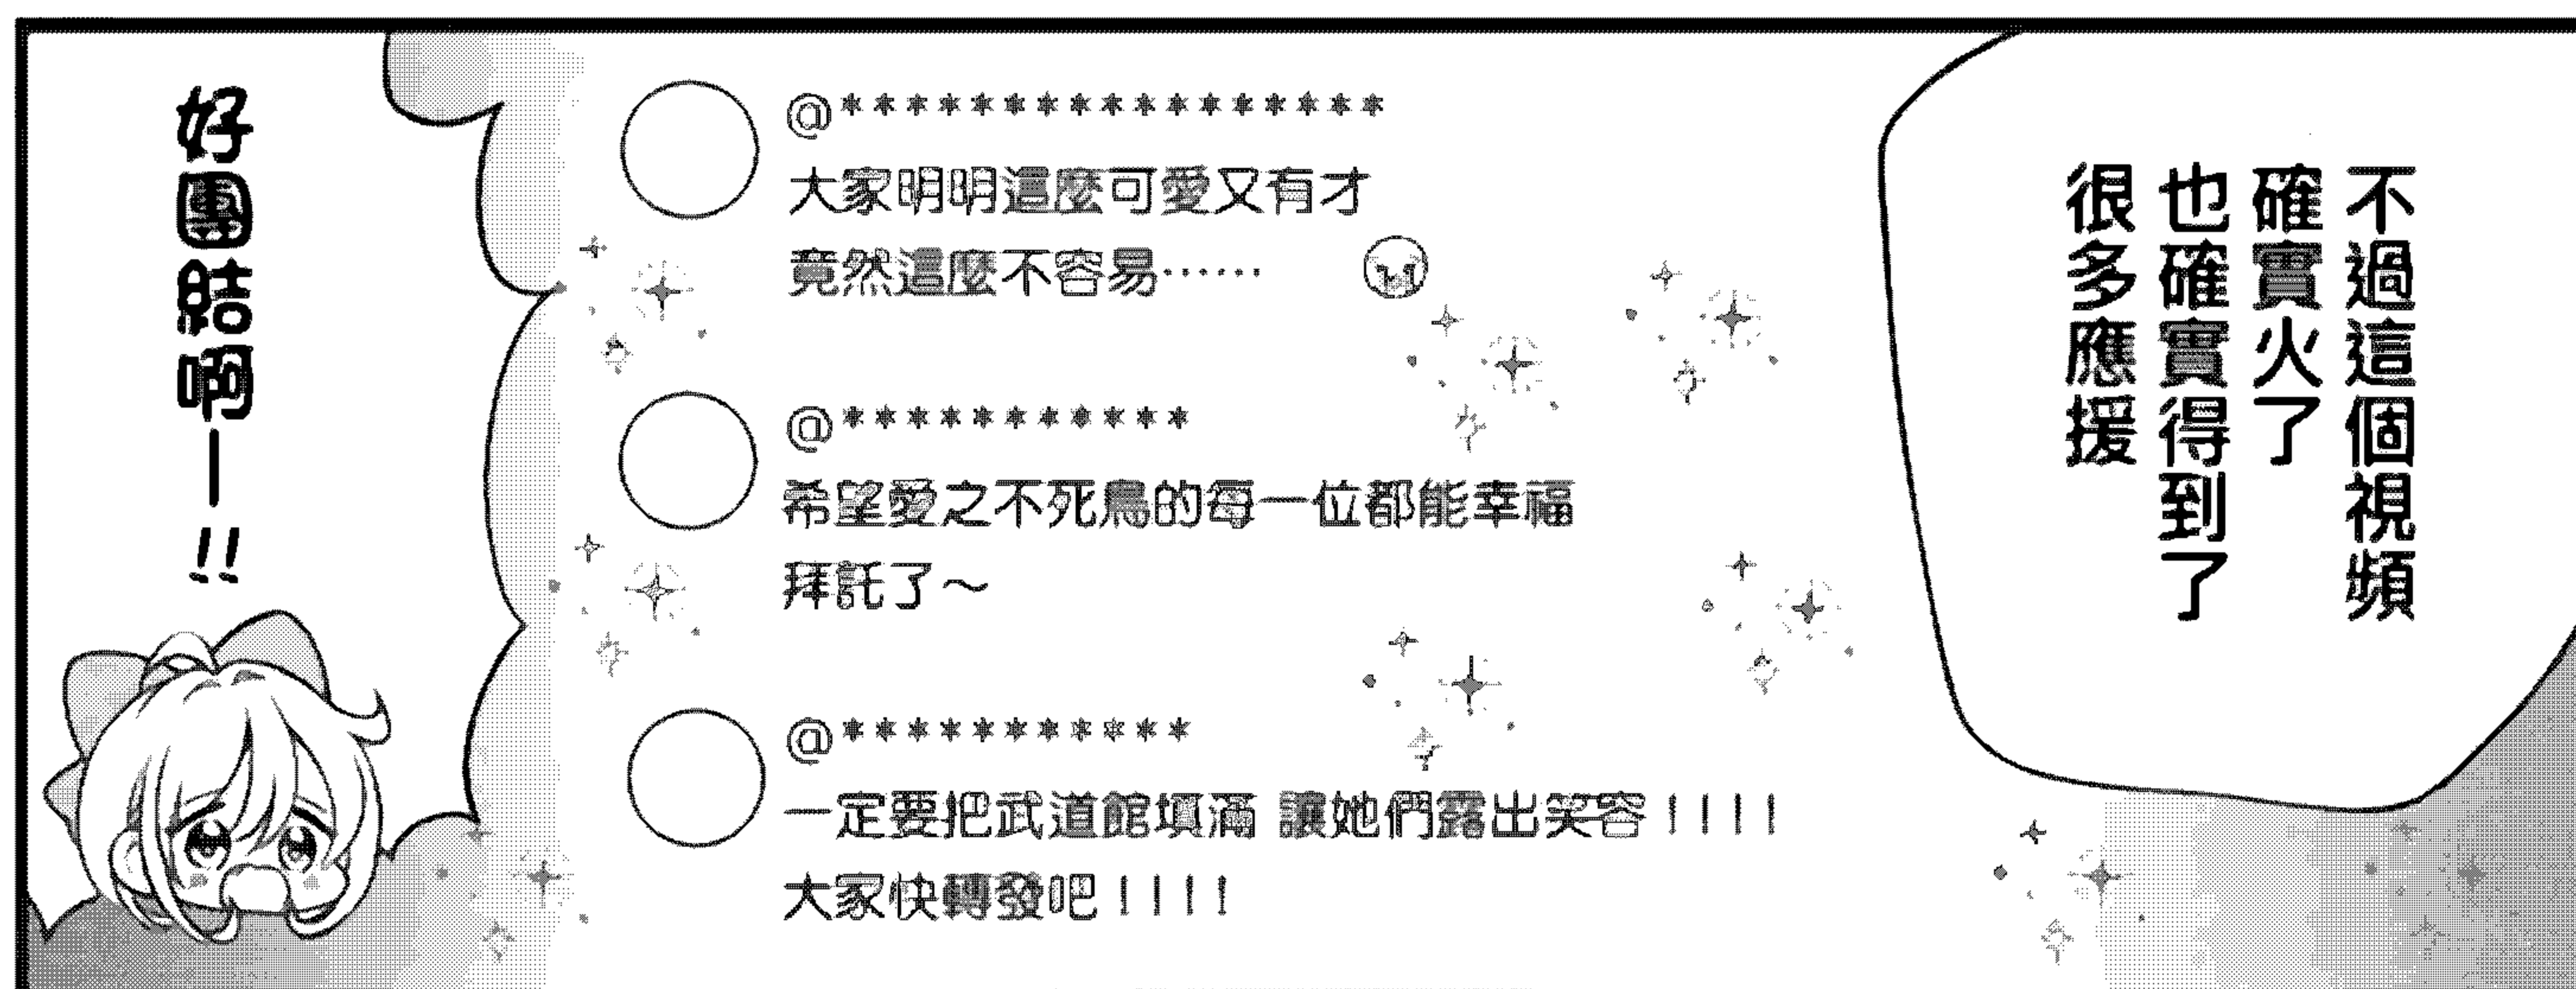 不過這個視頻
確實火了
也確實得到了
很多應援
@*****************
大家明明這麼可愛又有才
竟然這麼不容易……
@***********
希望愛之不死鳥的每一位都能幸福
拜託了～
@***********
一定要把武道館填滿 讓她們露出笑容！！！！
大家快轉發吧！！！！
好團結啊—!!